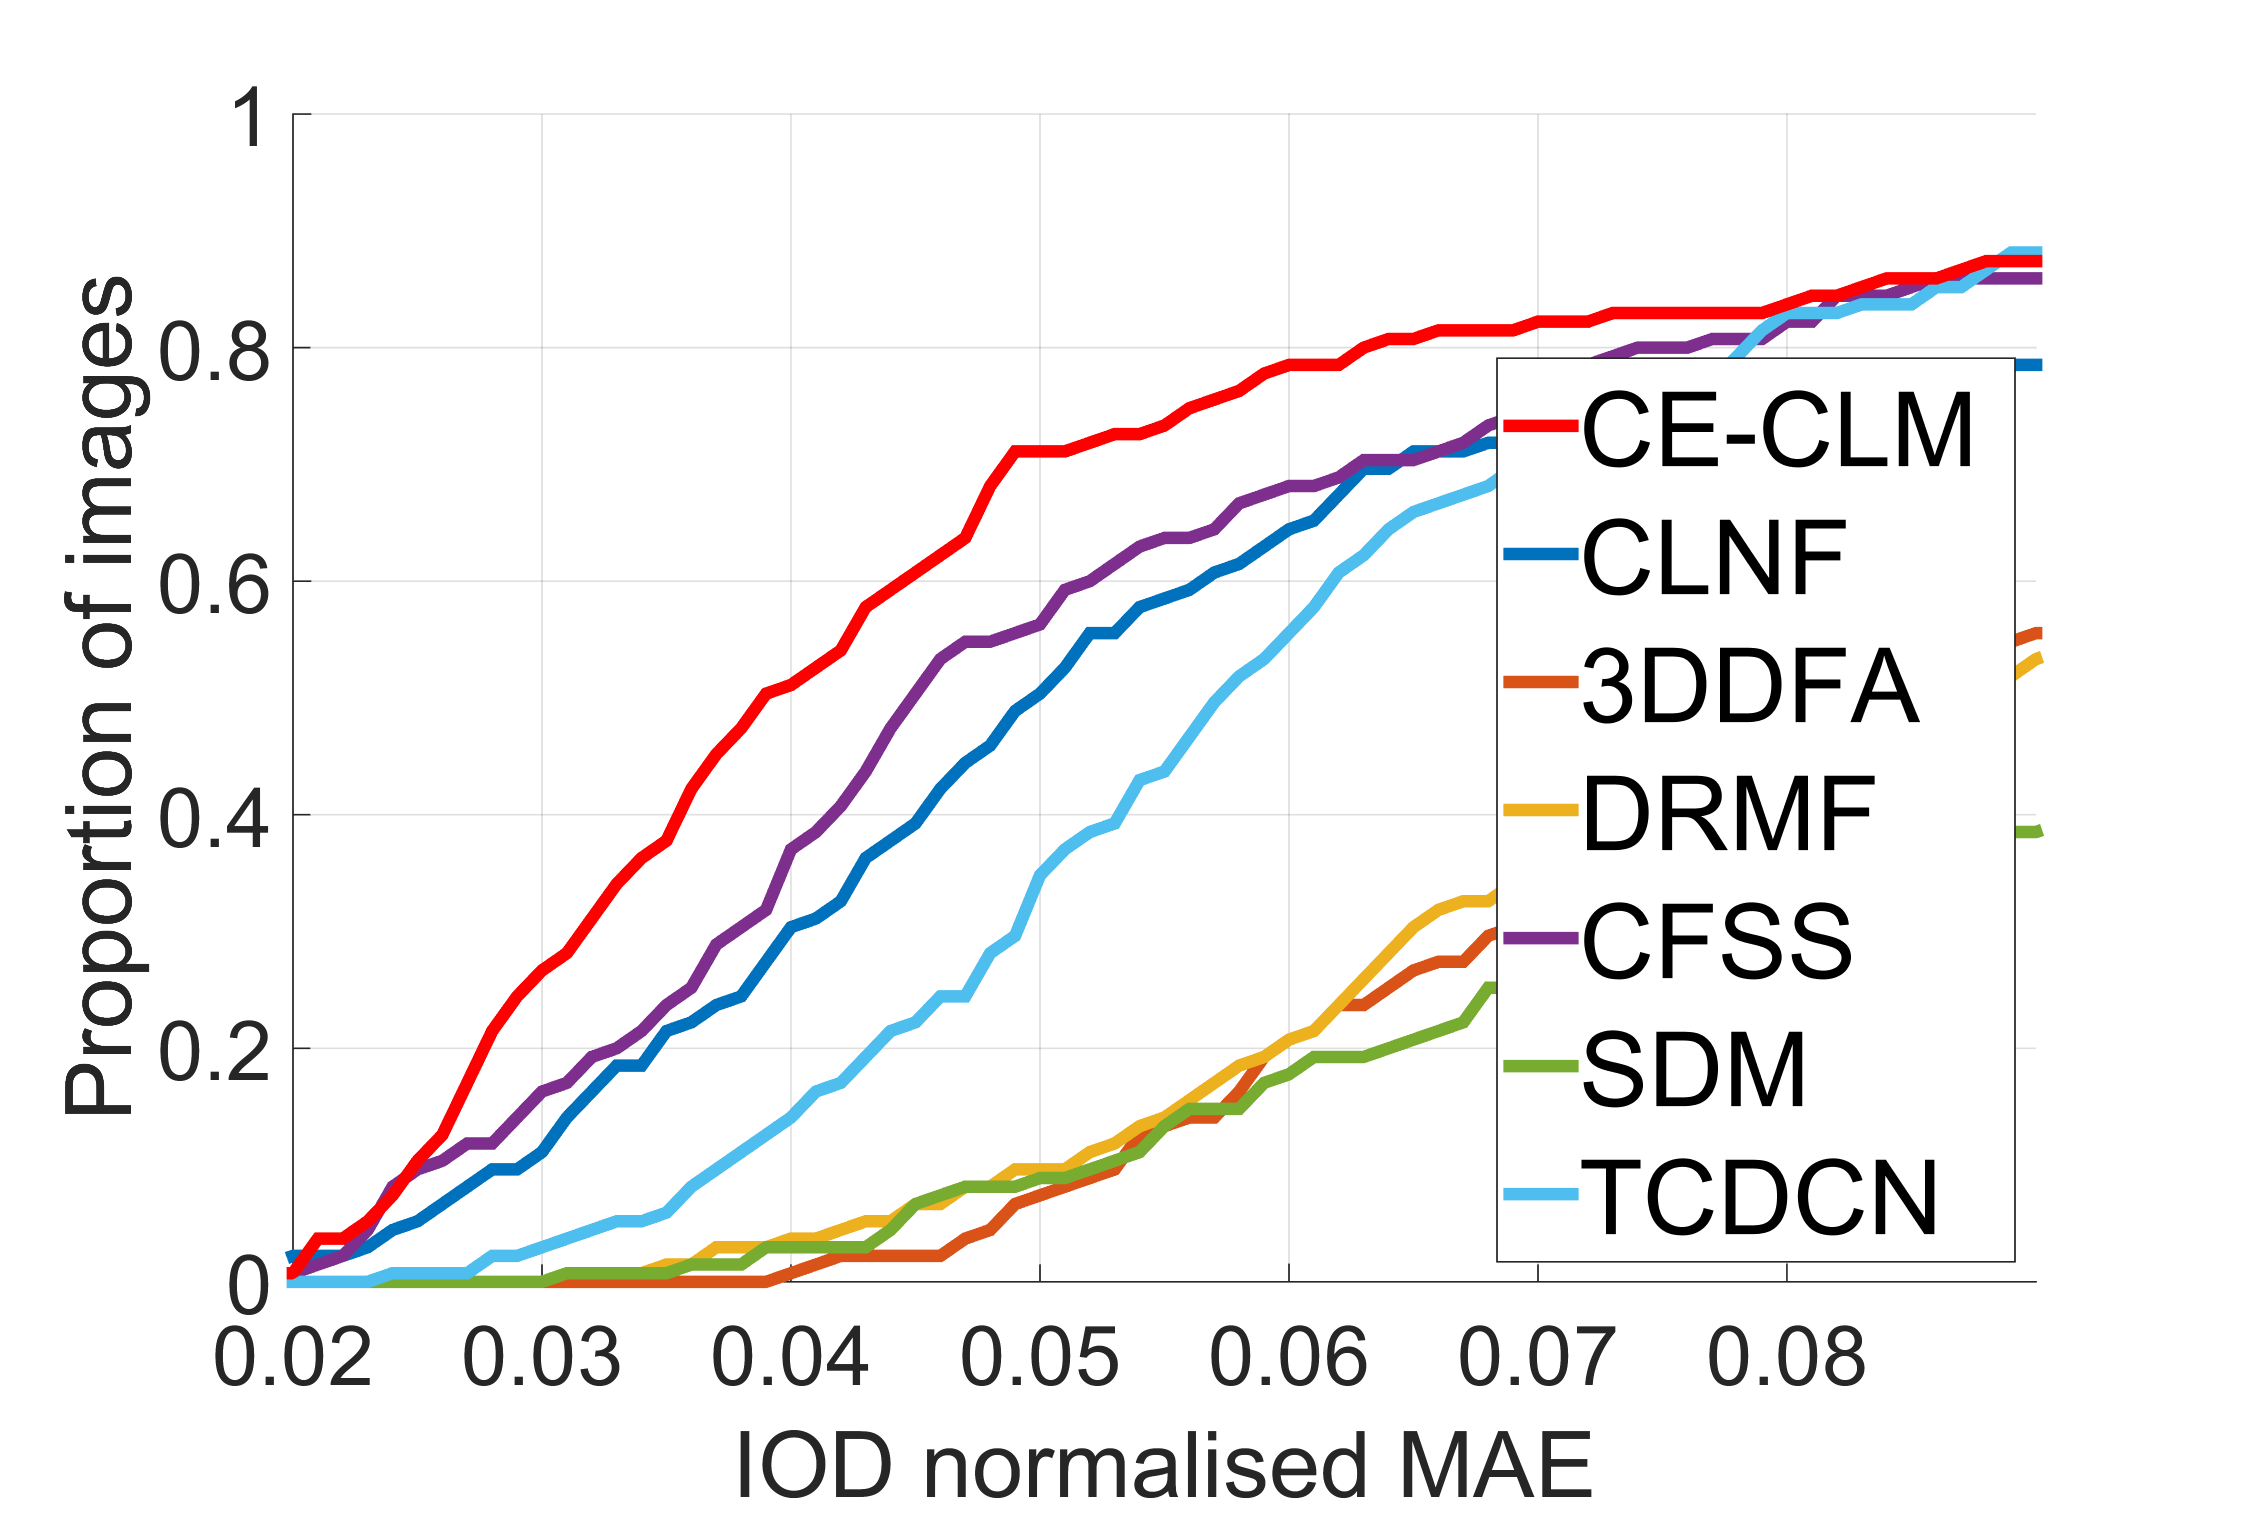 Proportion of images
1
0.8
0.6
0.4
0.2
0
0.02 0.03 0.04 0.05 0.06 0.07 0.08
IOD normalised MAE
CE-CLM
CLNF
3DDFA
DRMF
CFSS
SDM
TCDCN